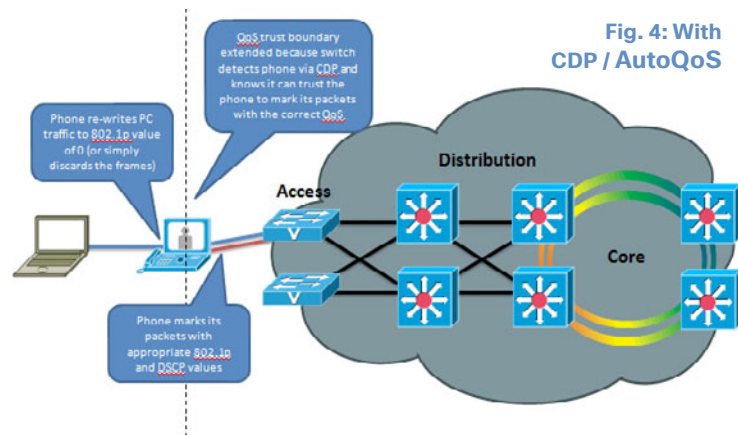 Fig. 4: With
CDP / AutoQoS
QoS trust boundary
extended because switch
detects phone via CDP and
knows it can trust the
phone to mark its packets
with the correct QoS.
Phone re-writes PC
traffic to 802.1p value
of 0 (or simply
discards the frames)
Distribution
Access
V
V
Core
Phone marks its
packets with
appropriate 802.1p
and DSCP values